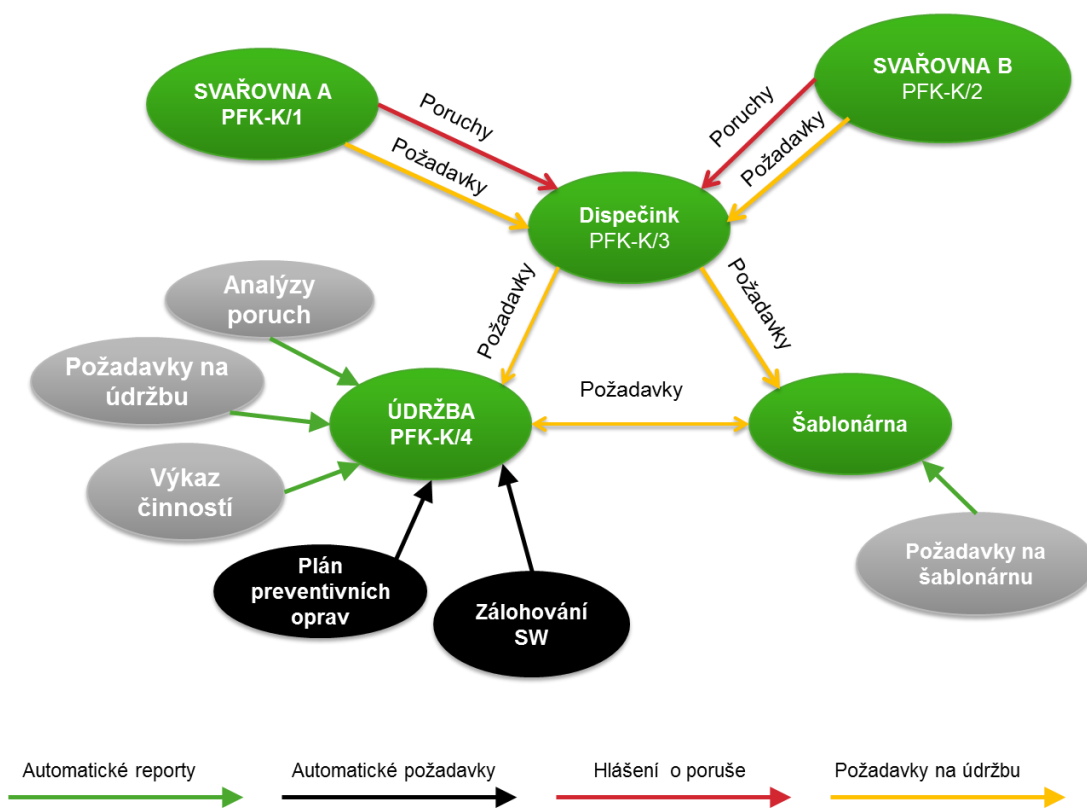 SVAŘOVNA A
PFK-K/1
SVAŘOVNA B
PFK-K/2
Poruchy
Požadavky
Poruchy
Požadavky
Dispečink
PFK-K/3
Požadavky
Požadavky
Analýzy
poruch
Požadavky na
údržbu
Výkaz
činností
ÚDRŽBA
PFK-K/4
Požadavky
Šablonárna
Plán
preventivních
oprav
Zálohování
SW
Požadavky na
šablonárnu
Automatické reporty
Automatické požadavky
Hlášení o poruše
Požadavky na údržbu